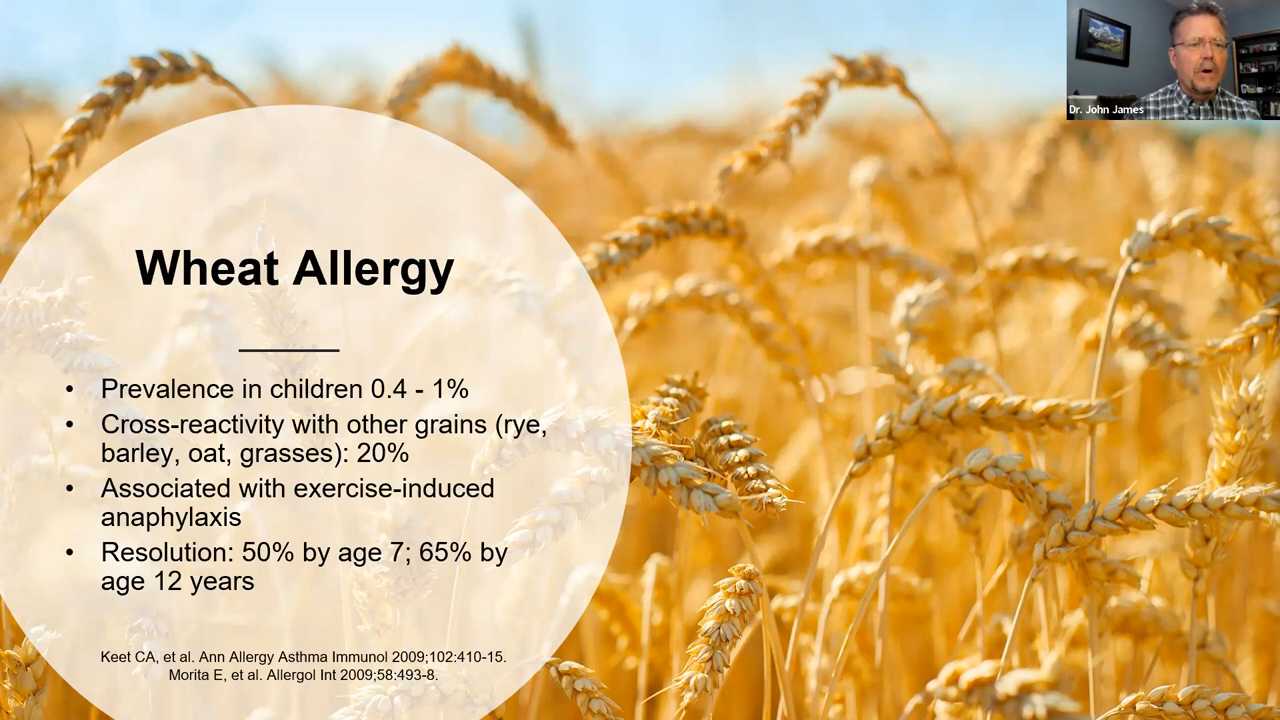 Dr. John James
Wheat Allergy
• Prevalence in children 0.4 - 1%
• Cross-reactivity with other grains (rye,
barley, oat, grasses): 20%
• Associated with exercise-induced
anaphylaxis
• Resolution: 50% by age 7; 65% by
age 12 years
Keet CA, et al. Ann Allergy Asthma Immunol 2009;102:410-15.
Morita E, et al. Allergol Int 2009;58:493-8.